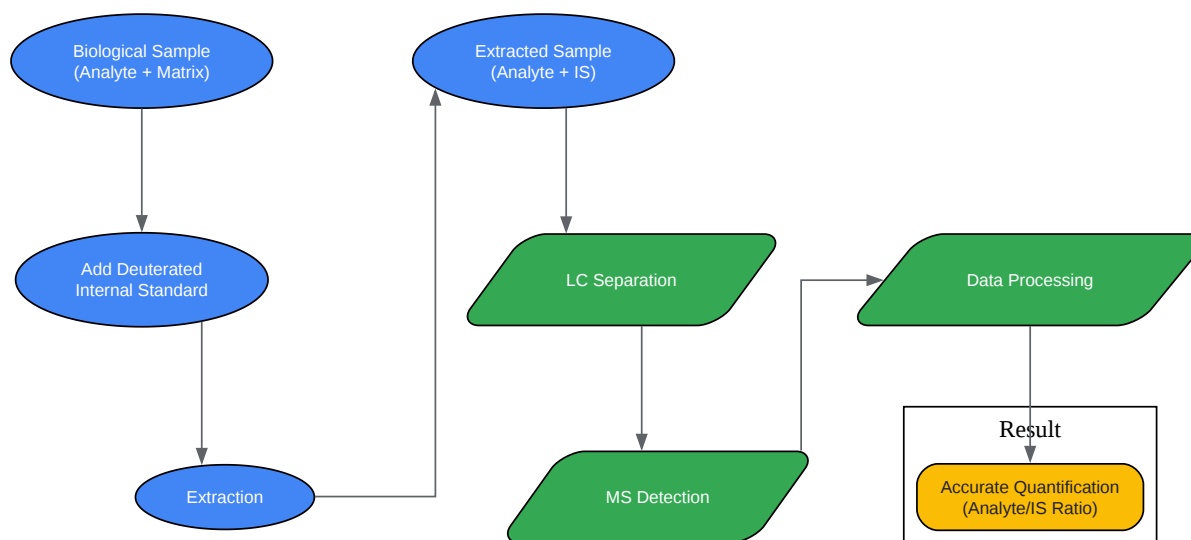 Biological Sample
(Analyte + Matrix)
Add Deuterated
Internal Standard
Extraction
Extracted Sample
(Analyte + IS)
LC Separation
MS Detection
Data Processing
Result
Accurate Quantification
(Analyte/IS Ratio)